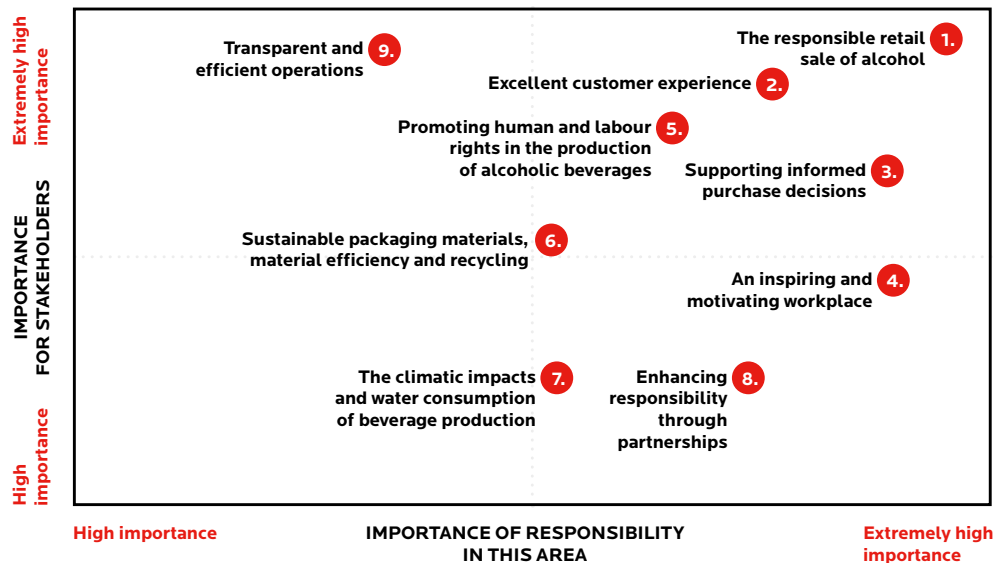 Extremely high
importance
IMPORTANCE
FOR STAKEHOLDERS
High
importance
Transparent and
efficient operations
9.
The responsible retail
sale of alcohol
1.
Excellent customer experience
2.
Promoting human and labour
rights in the production
of alcoholic beverages
5.
Supporting informed
purchase decisions
3.
Sustainable packaging materials,
material efficiency and recycling
6.
An inspiring and
motivating workplace
4.
The climatic impacts
and water consumption
of beverage production
7.
Enhancing
responsibility
through
partnerships
8.
High importance
IMPORTANCE OF RESPONSIBILITY
IN THIS AREA
Extremely high
importance